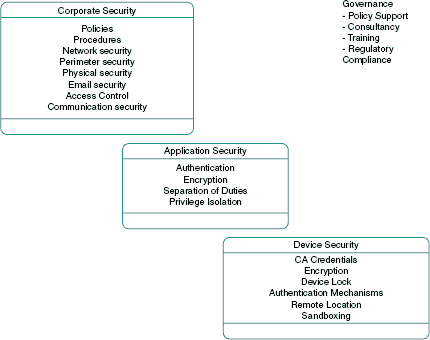 Corporate Security
Policies
Procedures
Network security
Perimeter security
Physical security
Email security
Access Control
Communication security
Governance
- Policy Support
- Consultancy
- Training
- Regulatory
Compliance
Application Security
Authentication
Encryption
Separation of Duties
Privilege Isolation
Device Security
CA Credentials
Encryption
Device Lock
Authentication Mechanisms
Remote Location
Sandboxing